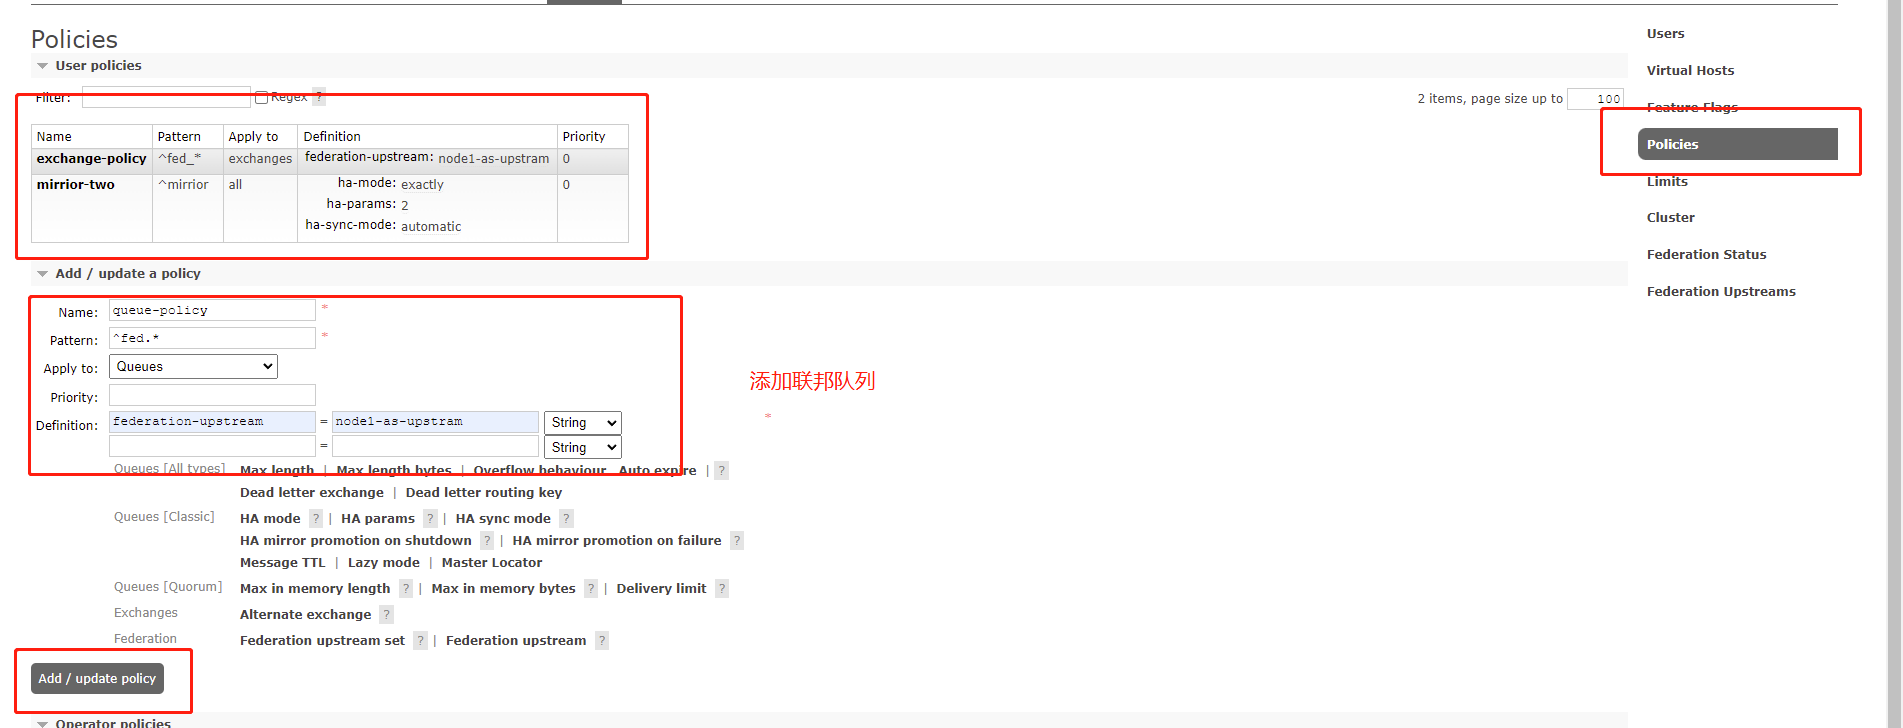 Policies
User policies
Filter: Regex ?
2 items, page size up to 100
Name Pattern Apply to Definition Priority
exchange-policy ^fed_* exchanges federation-upstream: node1-as-upstram 0
mirrior-two ^mirrior all ha-mode: exactly 0
ha-params: 2
ha-sync-mode: automatic
Add / update a policy
Name: queue-policy *
Pattern: ^fed.* *
Apply to: Queues
Priority:
Definition: federation-upstream = node1-as-upstram String
= String
添加联邦队列
*
Queues [All types] Max length | Max length bytes | Overflow behaviour Auto expire | ?
Dead letter exchange | Dead letter routing key
Queues [Classic] HA mode ? | HA params ? | HA sync mode ?
HA mirror promotion on shutdown ? | HA mirror promotion on failure ?
Message TTL | Lazy mode | Master Locator
Queues [Quorum] Max in memory length ? | Max in memory bytes ? | Delivery limit ?
Exchanges Alternate exchange ?
Federation Federation upstream set ? | Federation upstream ?
Add / update policy
Operator policies
Users
Virtual Hosts
Feature Flags
Policies
Limits
Cluster
Federation Status
Federation Upstreams